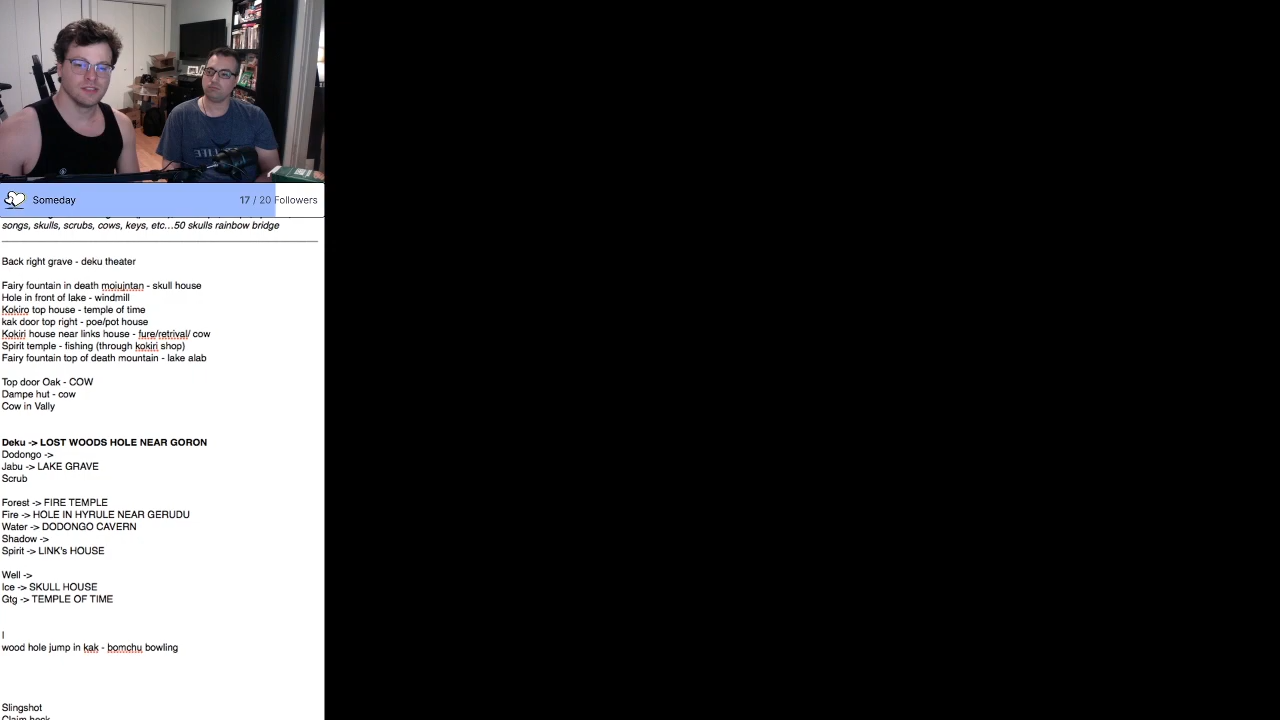 Someday
17 / 20 Followers
songs, skulls, scrubs, cows, keys, etc…50 skulls rainbow bridge
Back right grave - deku theater
Fairy fountain in death moiujntan - skull house
Hole in front of lake - windmill
Kokiro top house - temple of time
kak door top right - poe/pot house
Kokiri house near links house - fure/retrival/ cow
Spirit temple - fishing (through kokiri shop)
Fairy fountain top of death mountain - lake alab
Top door Oak - COW
Dampe hut - cow
Cow in Vally
Deku -> LOST WOODS HOLE NEAR GORON
Dodongo ->
Jabu -> LAKE GRAVE
Scrub
Forest -> FIRE TEMPLE
Fire -> HOLE IN HYRULE NEAR GERUDU
Water -> DODONGO CAVERN
Shadow ->
Spirit -> LINK's HOUSE
Well ->
Ice -> SKULL HOUSE
Gtg -> TEMPLE OF TIME
l
wood hole jump in kak - bomchu bowling
Slingshot